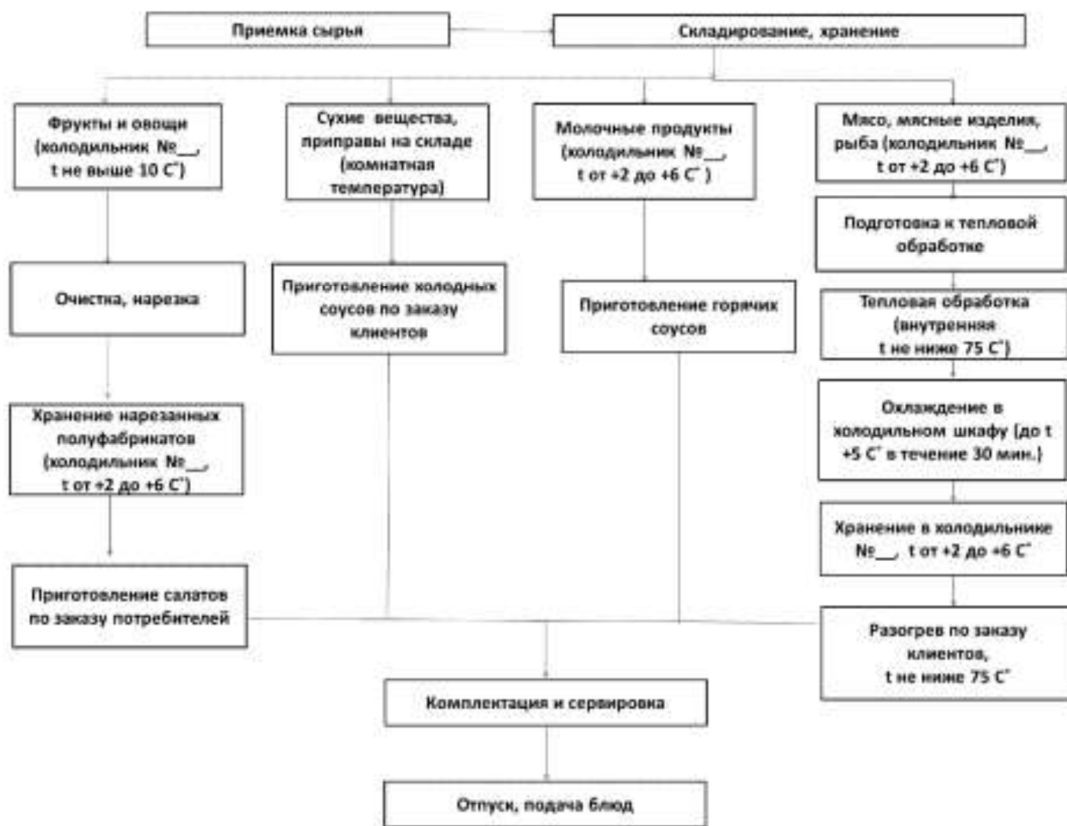 Приемка сырья
Складирование, хранение
Фрукты и овощи
(холодильник №__,
t не выше 10 С˚)
Сухие вещества,
приправы на складе
(комнатная
температура)
Молочные продукты
(холодильник №__,
t от +2 до +6 С˚ )
Мясо, мясные изделия,
рыба (холодильник №__,
t от +2 до +6 С˚)
Подготовка к тепловой
обработке
Очистка, нарезка
Приготовление холодных
соусов по заказу
клиентов
Приготовление горячих
соусов
Тепловая обработка
(внутренняя
t не ниже 75 С˚)
Хранение нарезанных
полуфабрикатов
(холодильник №__,
t от +2 до +6 С˚)
Охлаждение в
холодильном шкафу (до t
+5 С˚ в течение 30 мин.)
Хранение в холодильнике
№__, t от +2 до +6 С˚
Приготовление салатов
по заказу потребителей
Разогрев по заказу
клиентов,
t не ниже 75 С˚
Комплектация и сервировка
Отпуск, подача блюд